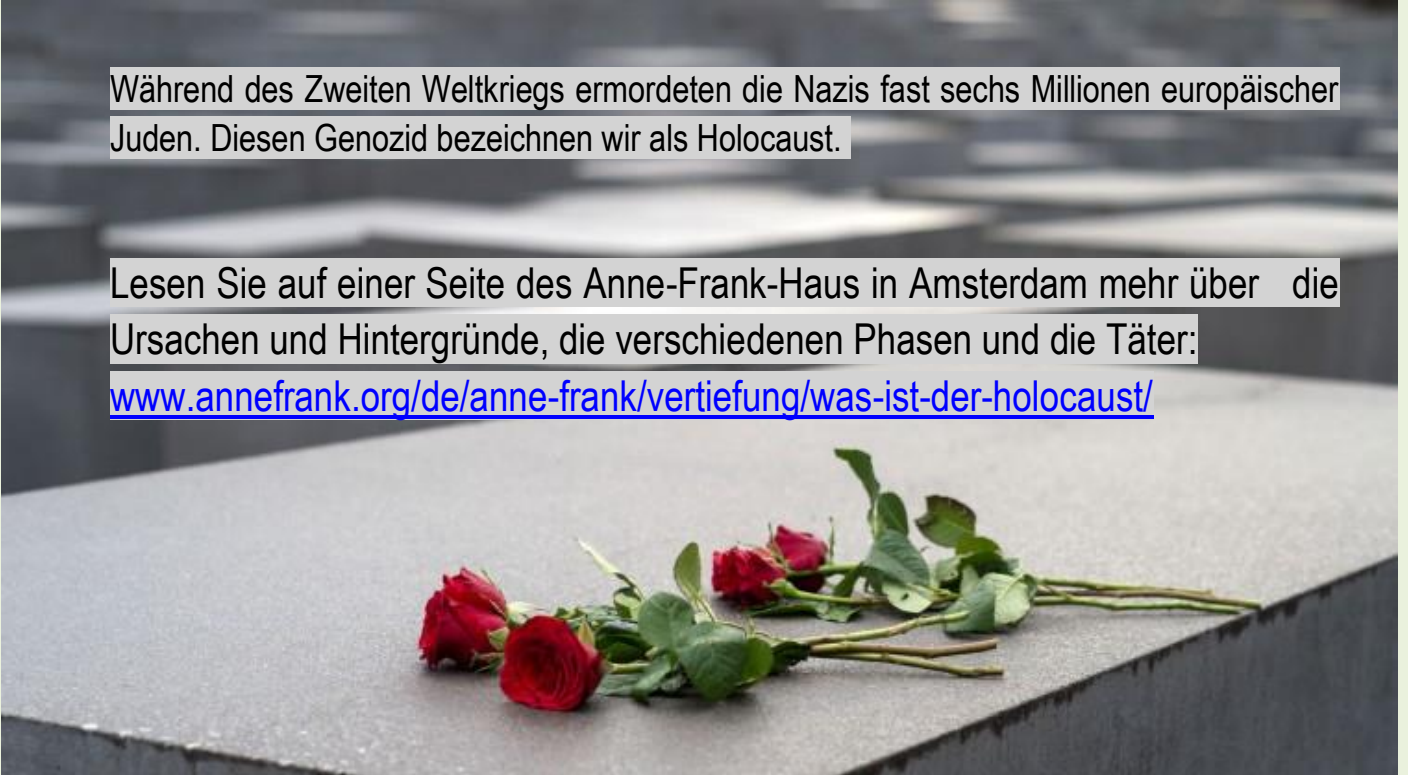 Während des Zweiten Weltkriegs ermordeten die Nazis fast sechs Millionen europäischer
Juden. Diesen Genozid bezeichnen wir als Holocaust.
Lesen Sie auf einer Seite des Anne-Frank-Haus in Amsterdam mehr über die
Ursachen und Hintergründe, die verschiedenen Phasen und die Täter:
www.annefrank.org/de/anne-frank/vertiefung/was-ist-der-holocaust/